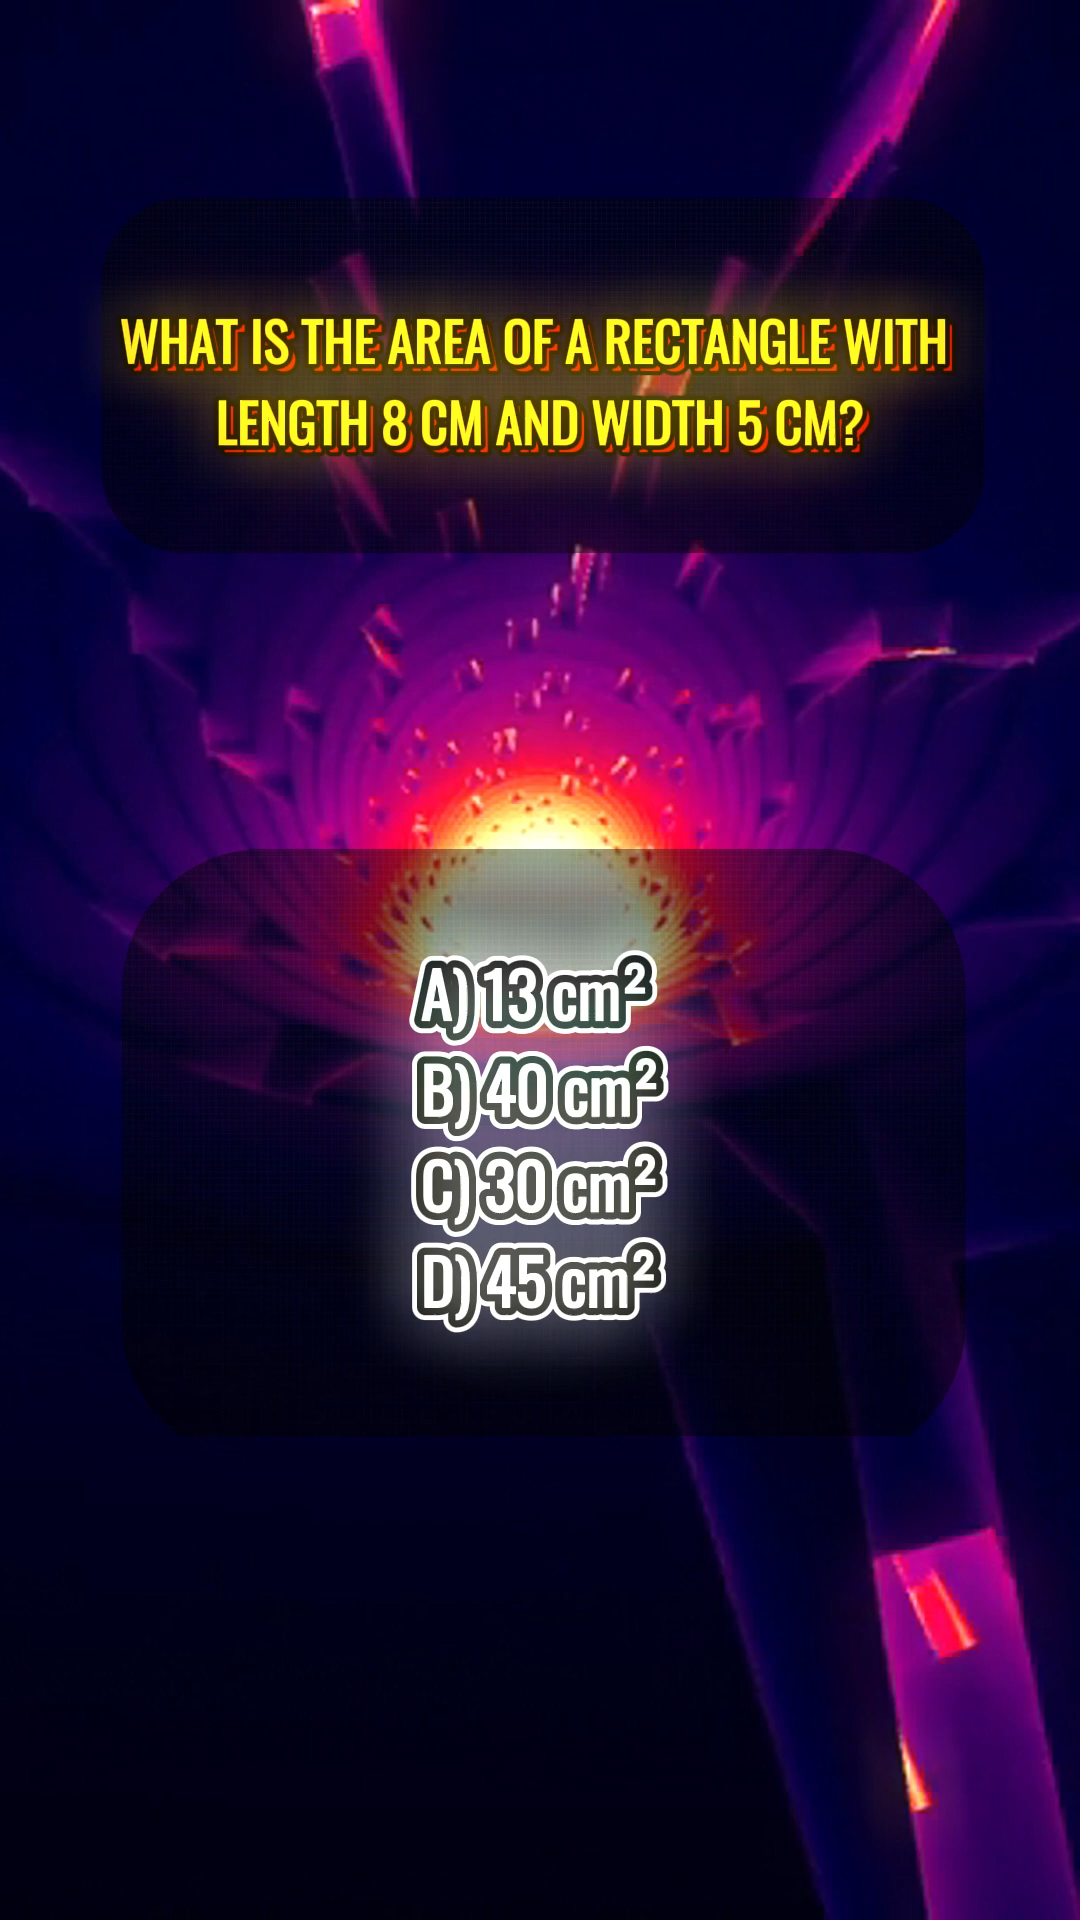 WHAT IS THE AREA OF A RECTANGLE WITH
LENGTH 8 CM AND WIDTH 5 CM?
A) 13 cm²
B) 40 cm²
C) 30 cm²
D) 45 cm²